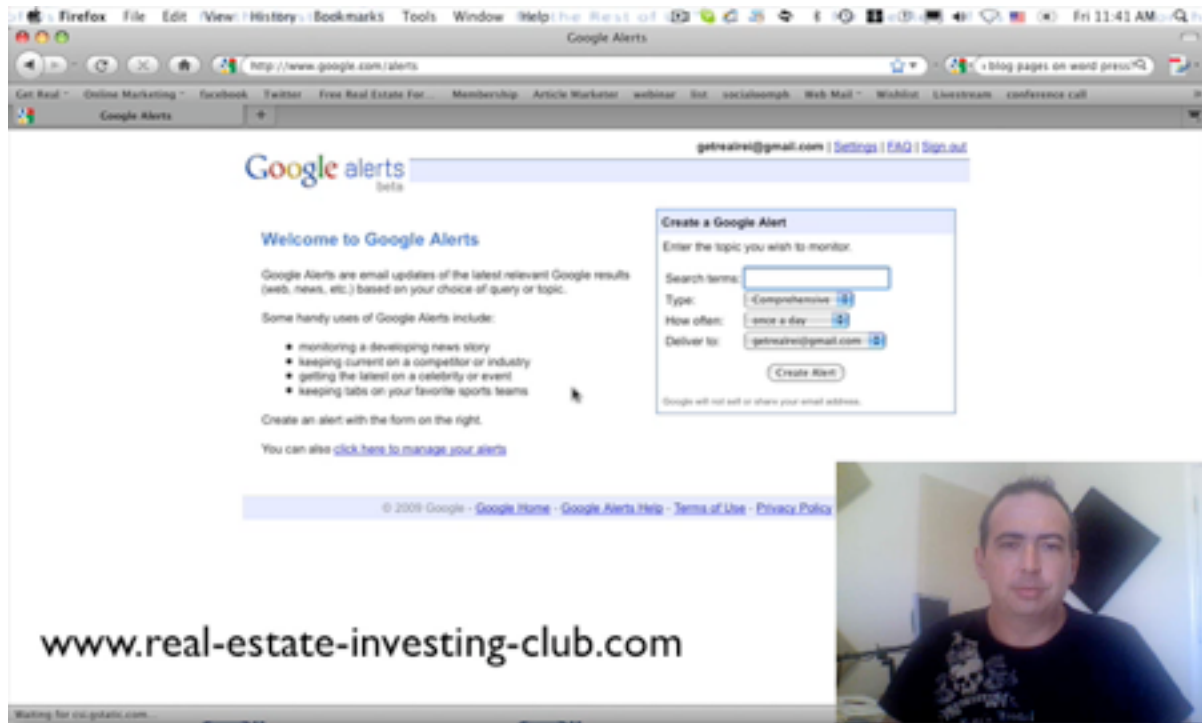 Firefox File Edit View History Bookmarks Tools Window Help Fri 11:41 AM
Google Alerts
http://www.google.com/alerts
blog pages on word press
Get Real Online Marketing facebook Twitter Free Real Estate For... Membership Article Marketer webinar list socialoomph Web Mail Wishlist Livestream conference call
Google Alerts
getrealrei@gmail.com | Settings | FAQ | Sign out
Google alerts
beta
Welcome to Google Alerts
Google Alerts are email updates of the latest relevant Google results
(web, news, etc.) based on your choice of query or topic.
Some handy uses of Google Alerts include:
monitoring a developing news story
keeping current on a competitor or industry
getting the latest on a celebrity or event
keeping tabs on your favorite sports teams
Create an alert with the form on the right.
You can also click here to manage your alerts
Create a Google Alert
Enter the topic you wish to monitor.
Search terms:
Type: Comprehensive
How often: once a day
Deliver to: getrealrei@gmail.com
Create Alert
Google will not sell or share your email address.
© 2009 Google - Google Home - Google Alerts Help - Terms of Use - Privacy Policy
www.real-estate-investing-club.com
Waiting for csi.gstatic.com...